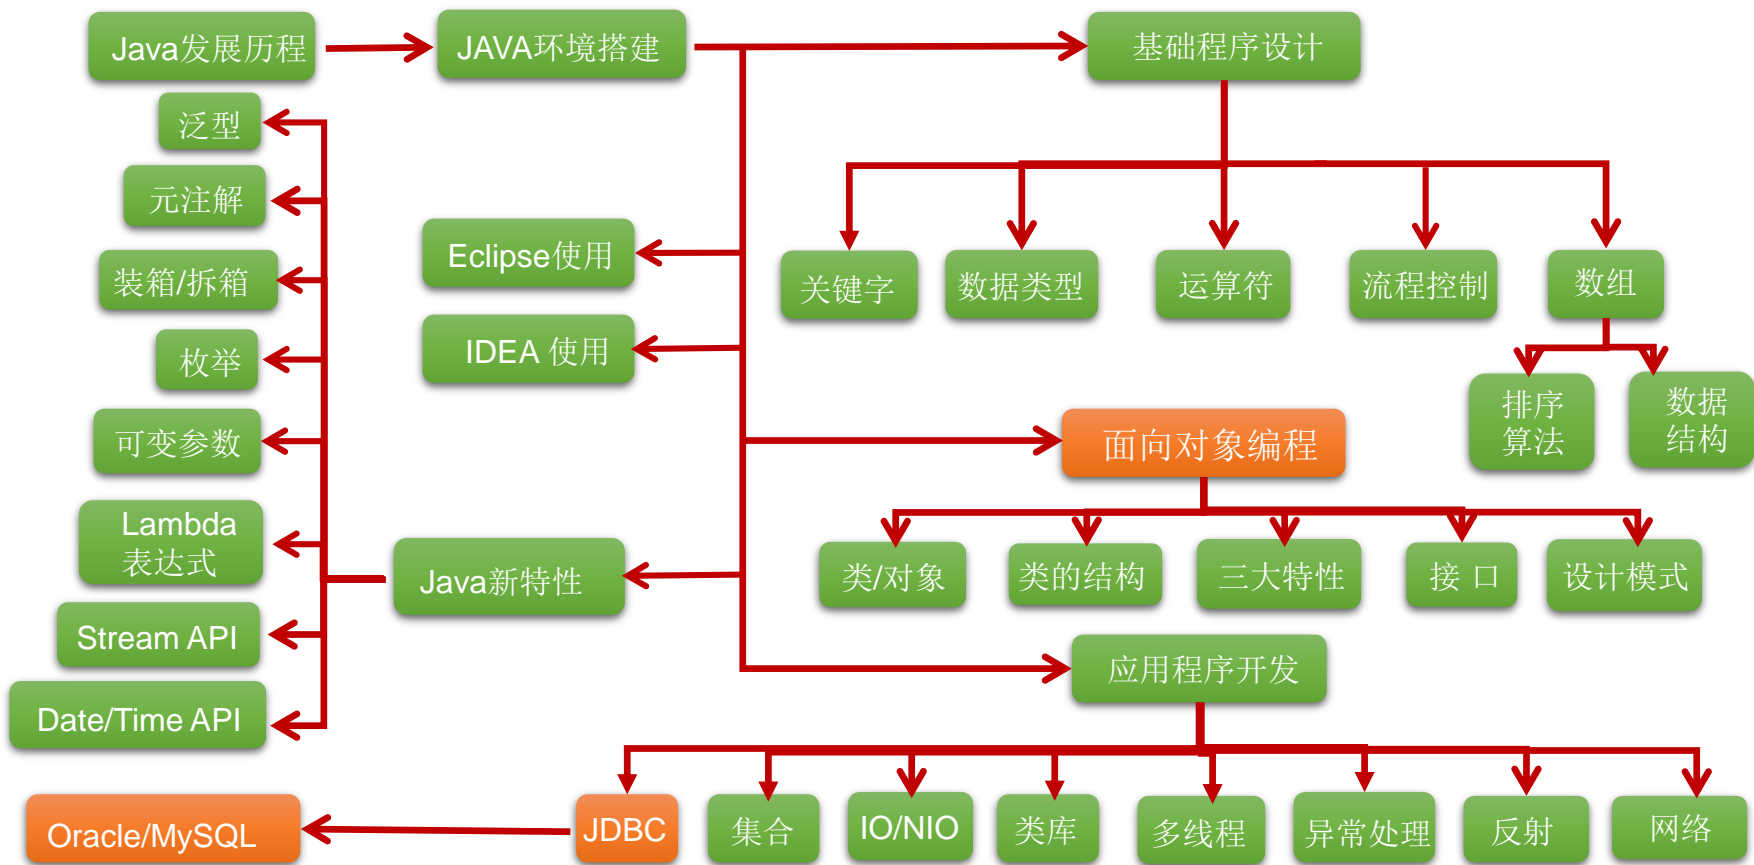 Java发展历程
JAVA环境搭建
基础程序设计
泛型
元注解
装箱/拆箱
枚举
可变参数
Lambda
表达式
Stream API
Date/Time API
Eclipse使用
IDEA 使用
Java新特性
关键字
数据类型
运算符
流程控制
数组
排序
算法
数据
结构
面向对象编程
类/对象
类的结构
三大特性
接 口
设计模式
应用程序开发
Oracle/MySQL
JDBC
集合
IO/NIO
类库
多线程
异常处理
反射
网络